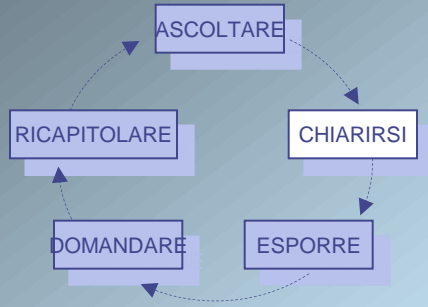 ASCOLTARE
CHIARIRSI
ESPORRE
DOMANDARE
RICAPITOLARE